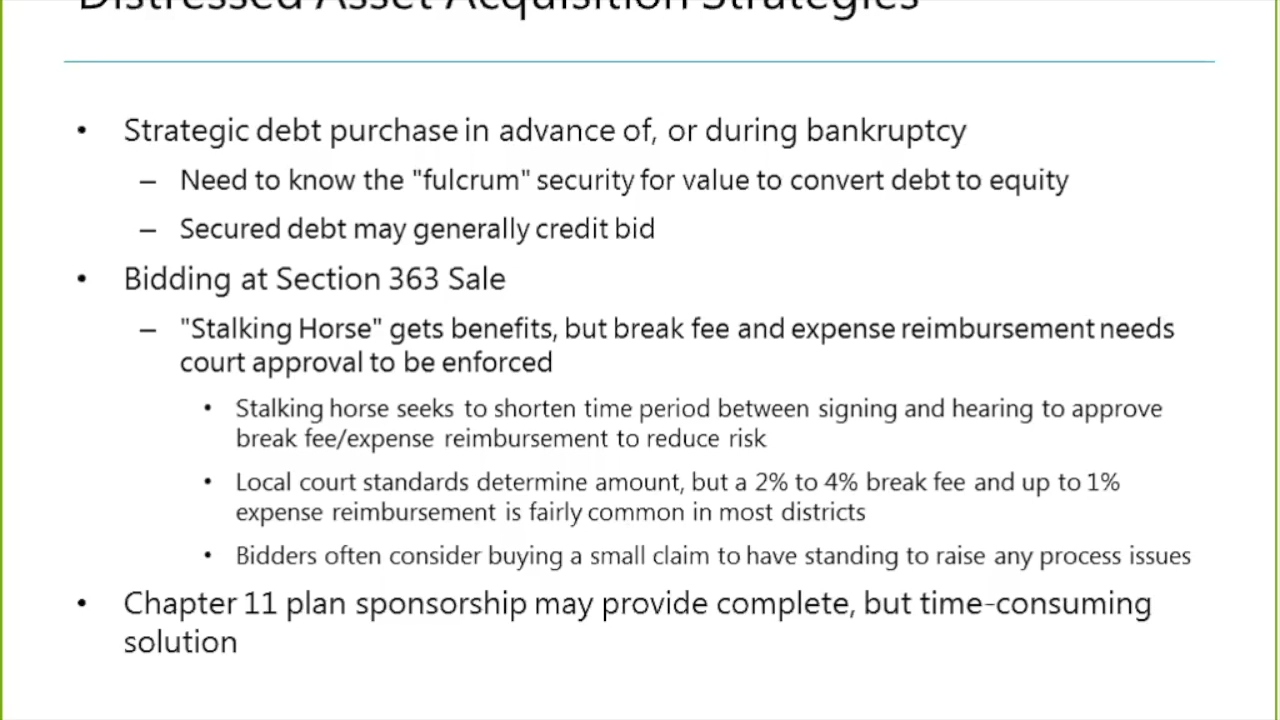 Distressed Asset Acquisition Strategies
• Strategic debt purchase in advance of, or during bankruptcy
– Need to know the "fulcrum" security for value to convert debt to equity
– Secured debt may generally credit bid
• Bidding at Section 363 Sale
– "Stalking Horse" gets benefits, but break fee and expense reimbursement needs
court approval to be enforced
• Stalking horse seeks to shorten time period between signing and hearing to approve
break fee/expense reimbursement to reduce risk
• Local court standards determine amount, but a 2% to 4% break fee and up to 1%
expense reimbursement is fairly common in most districts
• Bidders often consider buying a small claim to have standing to raise any process issues
• Chapter 11 plan sponsorship may provide complete, but time-consuming
solution